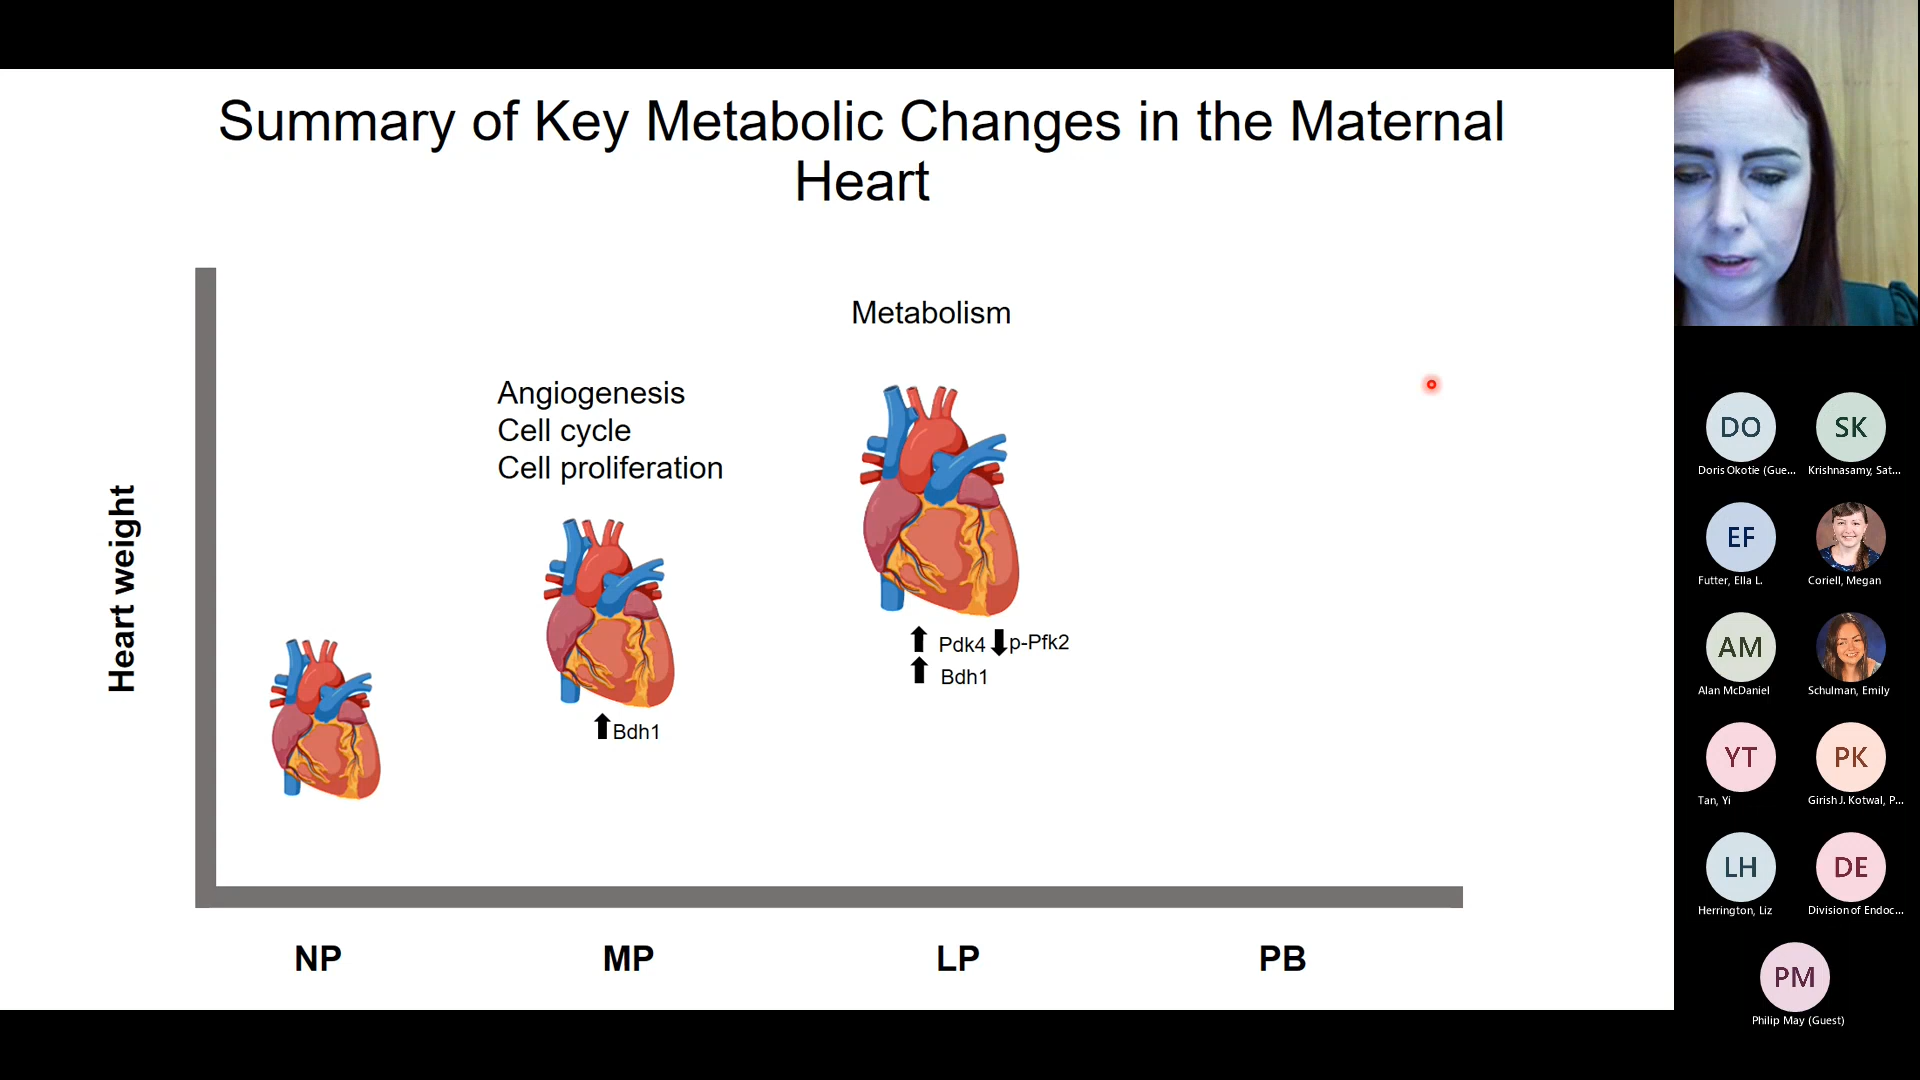 Summary of Key Metabolic Changes in the Maternal
Heart
Metabolism
Angiogenesis
Cell cycle
Cell proliferation
Heart weight
Pdk4 p-Pfk2
Bdh1
Bdh1
NP MP LP PB
DO SK
Doris Okotie (Gue... Krishnasamy, Sat...
EF
Futter, Ella L. Coriell, Megan
AM
Alan McDaniel Schulman, Emily
YT PK
Tan, Yi Girish J. Kotwal, P...
LH DE
Herrington, Liz Division of Endoc...
PM
Philip May (Guest)